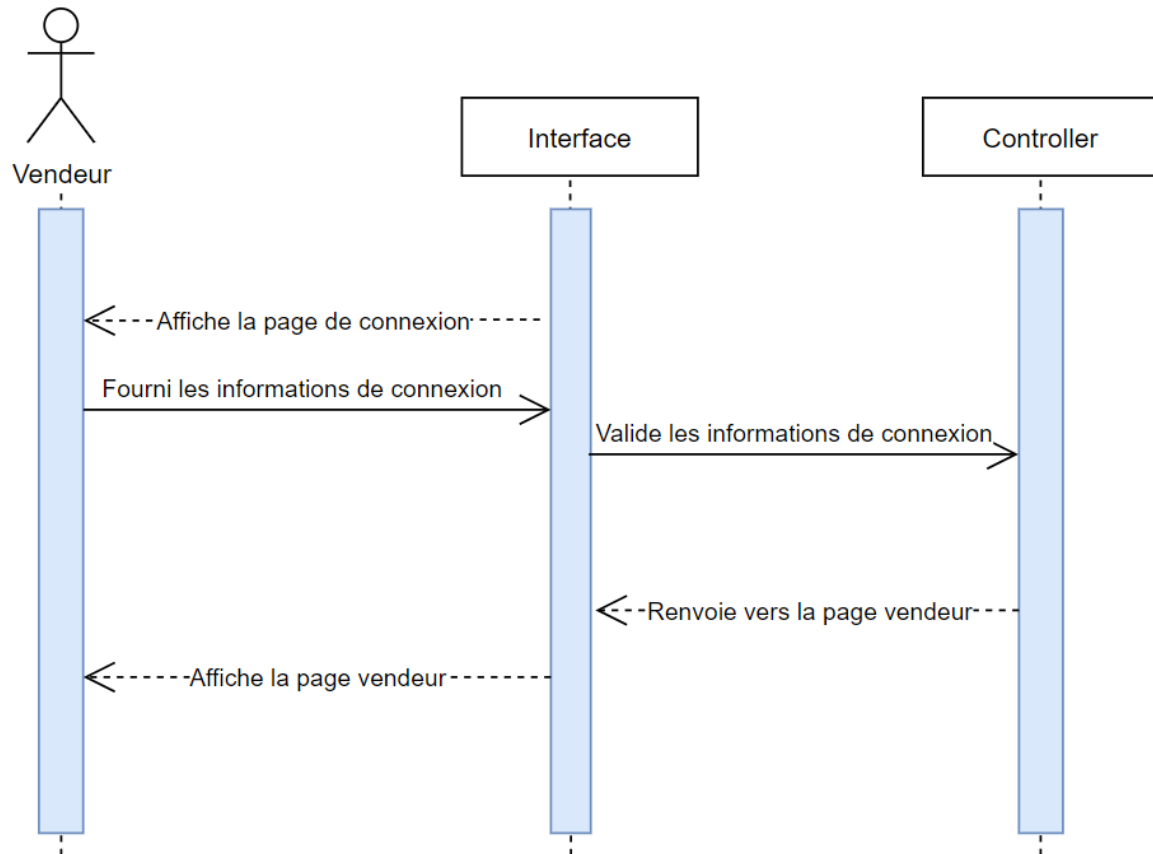 Vendeur
Interface
Controller
Affiche la page de connexion
Fourni les informations de connexion
Valide les informations de connexion
Renvoie vers la page vendeur
Affiche la page vendeur